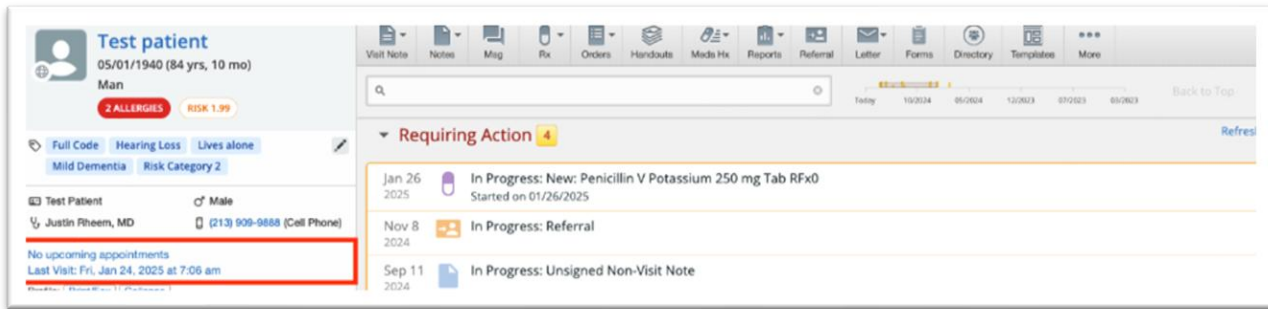 Test patient
05/01/1940 (84 yrs, 10 mo)
Man
2 ALLERGIES RISK 1.99
Full Code Hearing Loss Lives alone
Mild Dementia Risk Category 2
Test Patient Male
Justin Rheem, MD (213) 909-9888 (Cell Phone)
No upcoming appointments
Last Visit: Fri, Jan 24, 2025 at 7:06 am
Visit Note Notes Msg Rx Orders Handouts Meds Hx Reports Referral Letter Forms Directory Templates More
Today 10/2024 05/2024 12/2023 07/2023 03/2023
Back to Top
Requiring Action 4
Refresh
Jan 26 In Progress: New: Penicillin V Potassium 250 mg Tab RFx0
2025 Started on 01/26/2025
Nov 8 In Progress: Referral
2024
Sep 11 In Progress: Unsigned Non-Visit Note
2024